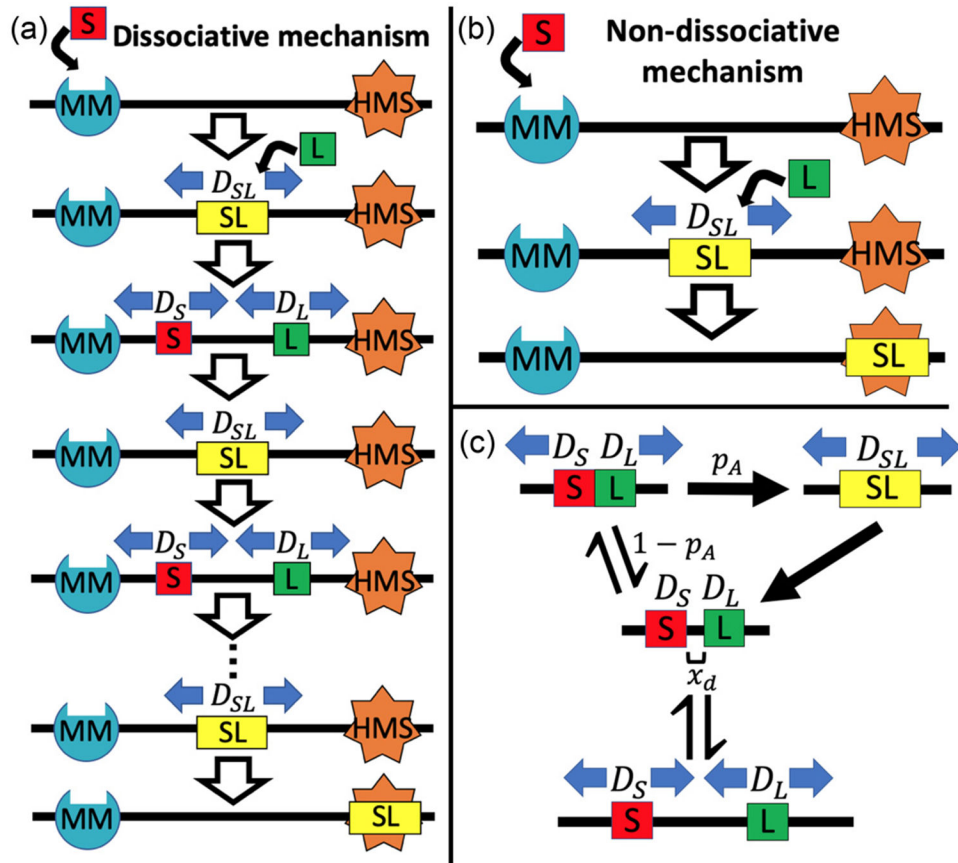 (a)
S
Dissociative mechanism
MM
HMS
L
D_SL
MM
SL
HMS
D_S
D_L
MM
S
L
HMS
D_SL
MM
SL
HMS
D_S
D_L
MM
S
L
HMS
D_SL
MM
SL
HMS
MM
SL
HMS
(b)
S
Non-dissociative
mechanism
MM
HMS
L
D_SL
MM
SL
HMS
MM
SL
HMS
(c)
D_S D_L
S L
p_A
D_SL
SL
1 − p_A
D_S D_L
S L
x_d
D_S
D_L
S
L